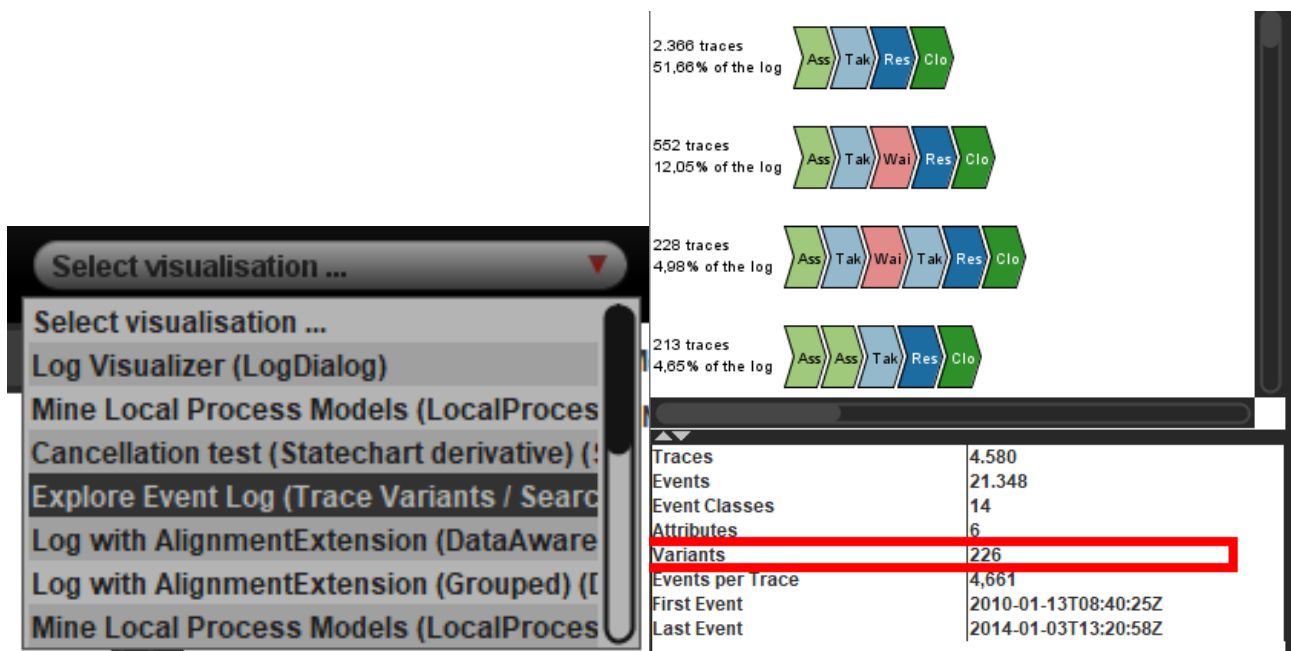 Select visualisation ...
Select visualisation ...
Log Visualizer (LogDialog)
Mine Local Process Models (LocalProces
Cancellation test (Statechart derivative) (
Explore Event Log (Trace Variants / Searc
Log with AlignmentExtension (DataAware
Log with AlignmentExtension (Grouped) (
Mine Local Process Models (LocalProces
2.366 traces
51,66% of the log
Ass Tak Res Clo
552 traces
12,05% of the log
Ass Tak Wai Res Clo
228 traces
4,98% of the log
Ass Tak Wai Tak Res Clo
213 traces
4,65% of the log
Ass Ass Tak Res Clo
Traces 4.580
Events 21.348
Event Classes 14
Attributes 6
Variants 226
Events per Trace 4,661
First Event 2010-01-13T08:40:25Z
Last Event 2014-01-03T13:20:58Z